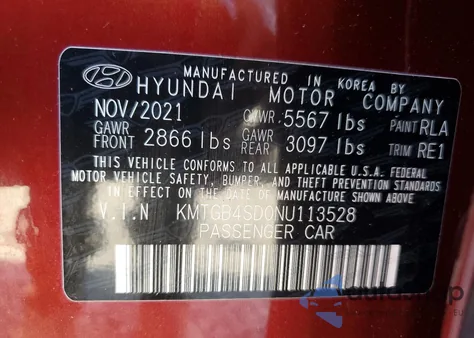 MANUFACTURED IN KOREA BY
HYUNDAI MOTOR COMPANY
NOV/2021 GVWR 5567 lbs PAINT RLA
GAWR FRONT 2866 lbs GAWR REAR 3097 lbs TRIM RE1
THIS VEHICLE CONFORMS TO ALL APPLICABLE U.S.A. FEDERAL
MOTOR VEHICLE SAFETY, BUMPER, AND THEFT
IN EFFECT ON THE DATE OF MANUFACTURE SHOWN ABOVE.
V.I.N KMTGB4SD0NU113528
PASSENGER CAR